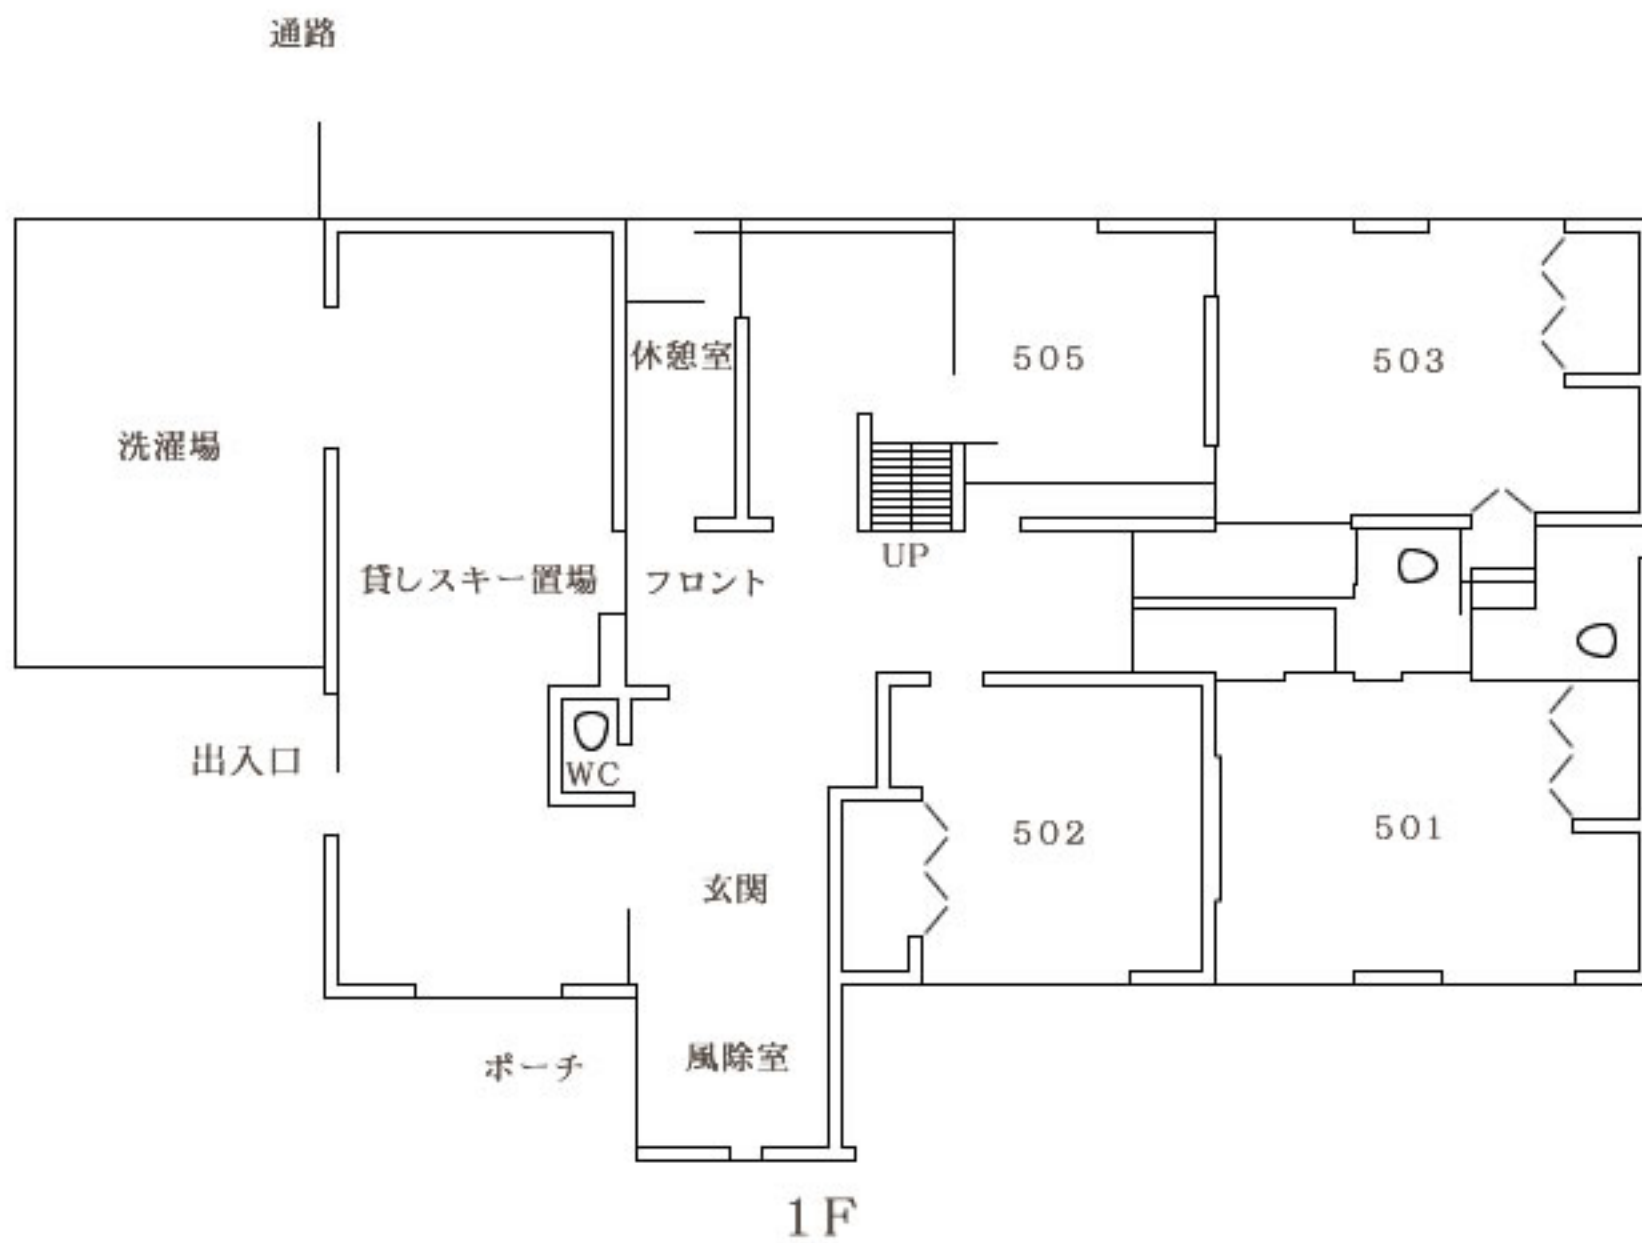 通路
休憩室
505
503
洗濯場
UP
貸しスキー置場
フロント
出入口
WC
502
501
玄関
ポーチ
風除室
1F